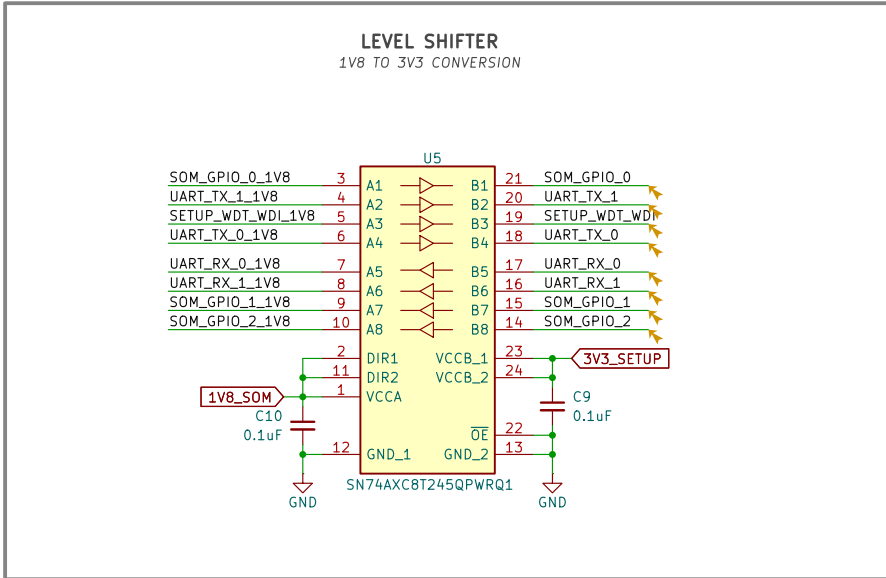 LEVEL SHIFTER
1V8 TO 3V3 CONVERSION
U5
SOM_GPIO_0_1V8 3 A1 B1 21 SOM_GPIO_0
UART_TX_1_1V8 4 A2 B2 20 UART_TX_1
SETUP_WDT_WDI_1V8 5 A3 B3 19 SETUP_WDT_WDI
UART_TX_0_1V8 6 A4 B4 18 UART_TX_0
UART_RX_0_1V8 7 A5 B5 17 UART_RX_0
UART_RX_1_1V8 8 A6 B6 16 UART_RX_1
SOM_GPIO_1_1V8 9 A7 B7 15 SOM_GPIO_1
SOM_GPIO_2_1V8 10 A8 B8 14 SOM_GPIO_2
2 DIR1 VCCB_1 23 3V3_SETUP
11 DIR2 VCCB_2 24
1V8_SOM 1 VCCA C9
C10 0.1uF
0.1uF OE 22
12 GND_1 GND_2 13
SN74AXC8T245QPWRQ1
GND GND